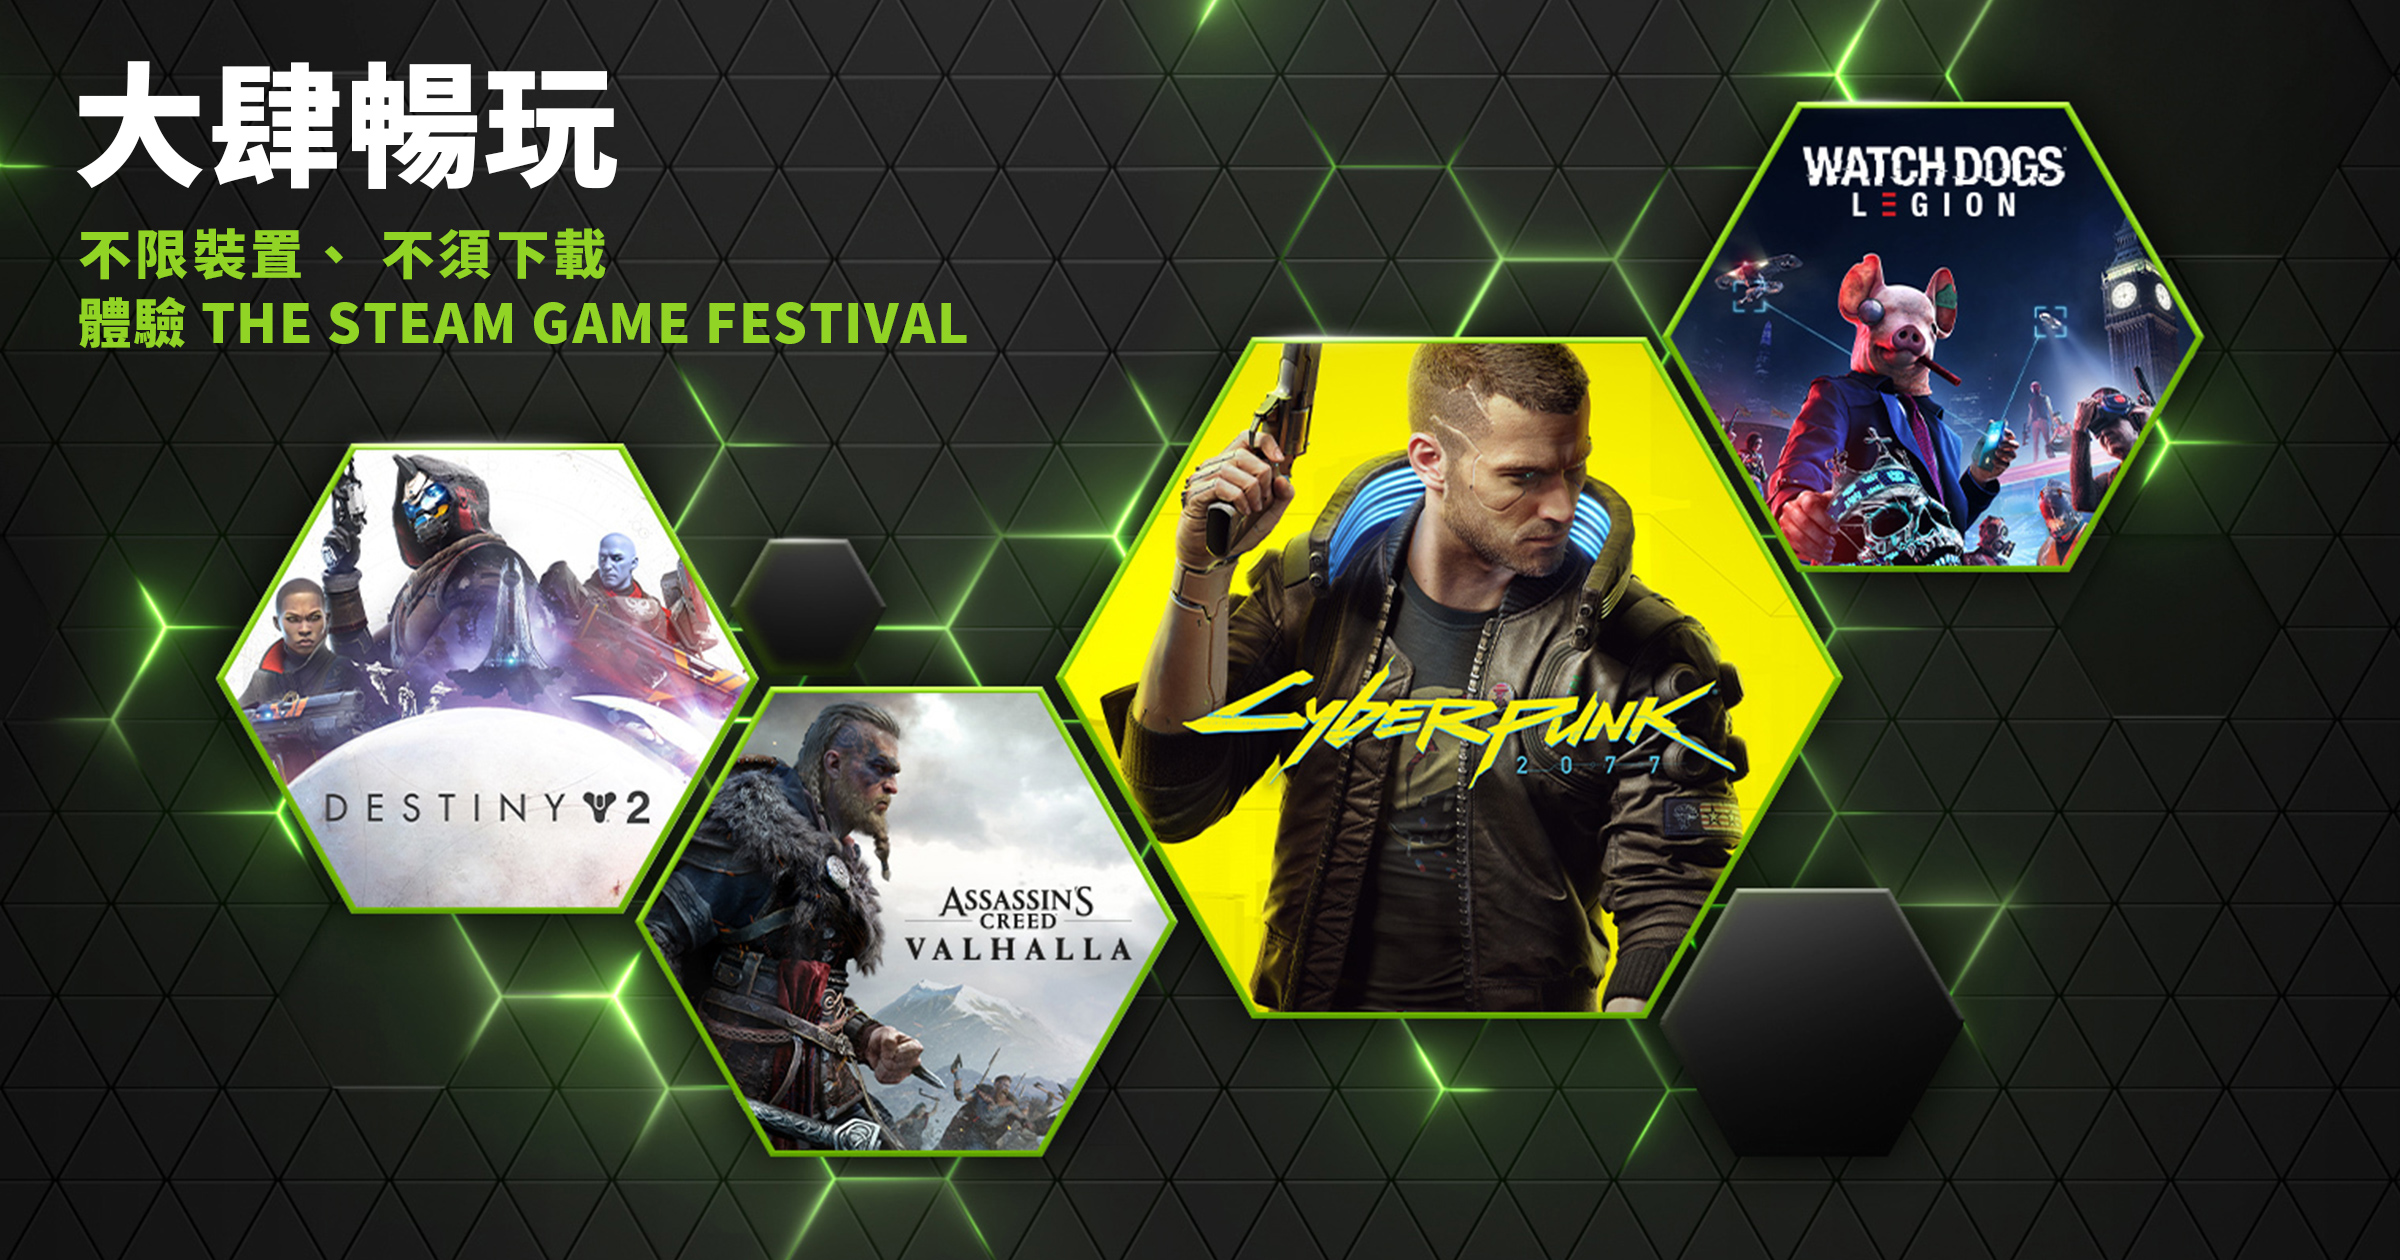 大肆暢玩
不限裝置、 不須下載
體驗 THE STEAM GAME FESTIVAL
WATCH DOGS
LEGION
CYBERPUNK
2077
DESTINY 2
ASSASSIN'S
CREED
VALHALLA